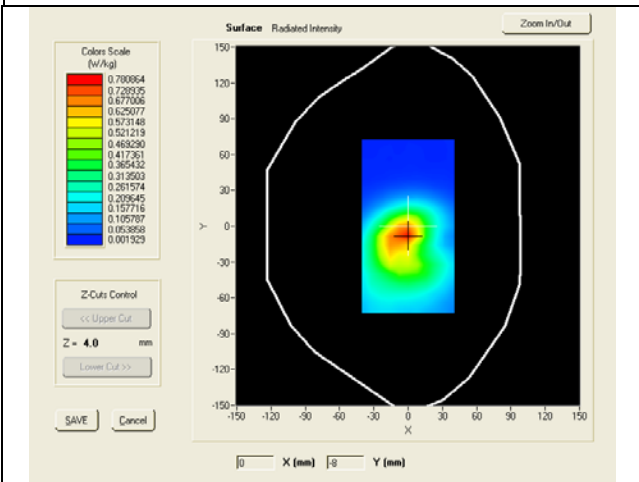 Surface Radiated Intensity
Zoom In/Out
Colors Scale
(W/kg)
0.780864
0.728935
0.677006
0.625077
0.573148
0.521219
0.469290
0.417361
0.365432
0.313503
0.261574
0.209645
0.157716
0.105787
0.053858
0.001929
Z-Cuts Control
<< Upper Cut
Z = 4.0 mm
Lower Cut >>
SAVE Cancel
150
120
90
60
30
0
-30
-60
-90
-120
-150
Y
-150 -120 -90 -60 -30 0 30 60 90 120 150
X
0 X (mm) -8 Y (mm)